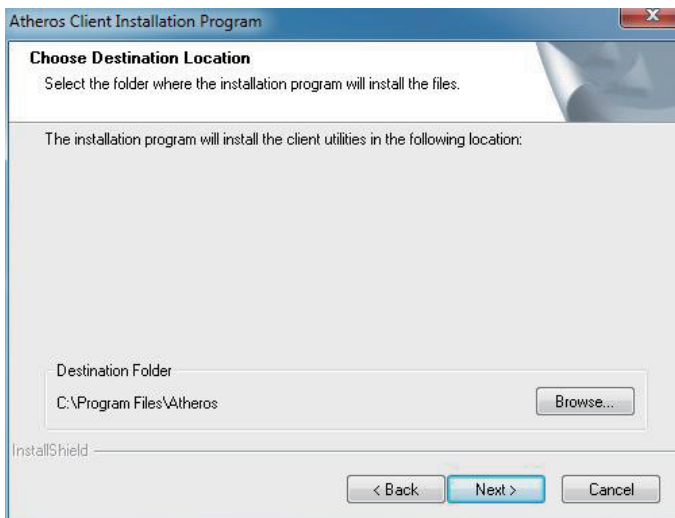 Atheros Client Installation Program
x
Choose Destination Location
Select the folder where the installation program will install the files.
The installation program will install the client utilities in the following location:
Destination Folder
C:\Program Files\Atheros
Browse...
InstallShield
< Back Next > Cancel